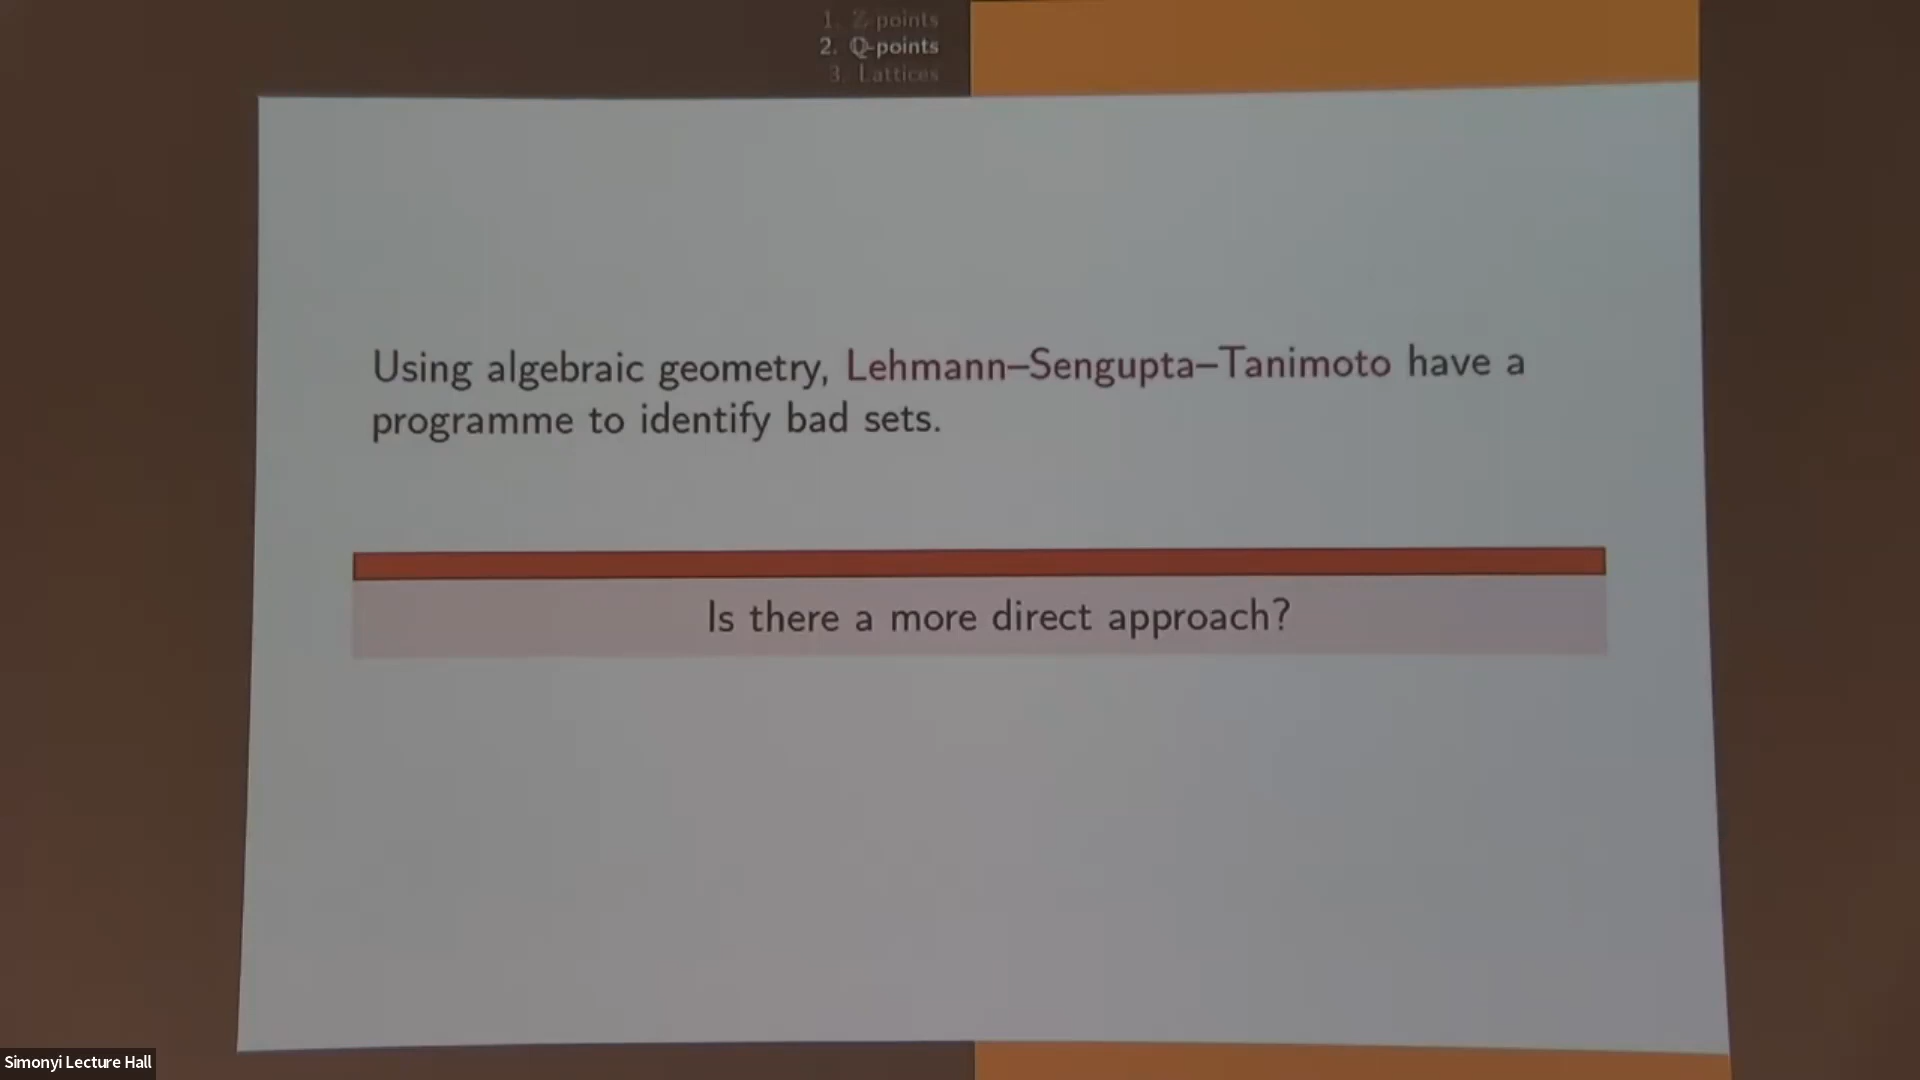 1. Z-points
2. Q-points
3. Lattices
Using algebraic geometry, Lehmann–Sengupta–Tanimoto have a
programme to identify bad sets.
Is there a more direct approach?
Simonyi Lecture Hall